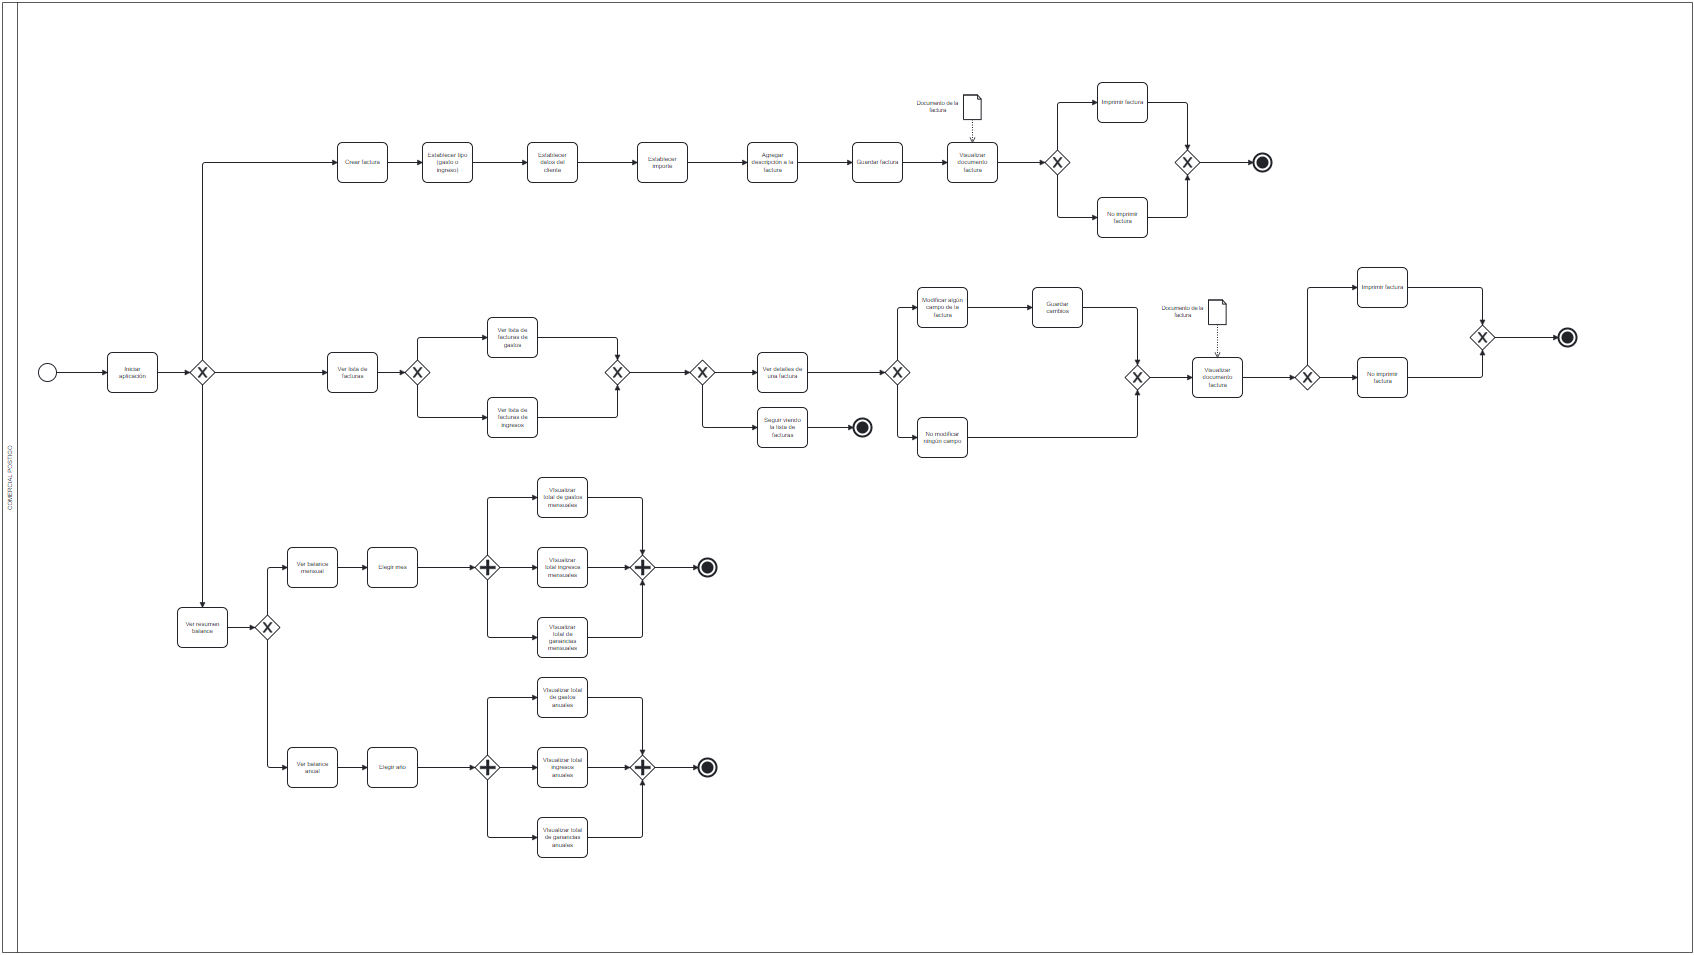 COMERCIAL POSTIGO
Documento de la
factura
Imprimir factura
Crear factura
Establecer tipo
(gasto o
ingreso)
Establecer
datos del
cliente
Establecer
importe
Agregar
descripción a la
factura
Guardar factura
Visualizar
documento
factura
No imprimir
factura
Iniciar
aplicación
Ver lista de
facturas
Ver lista de
facturas de
gastos
Ver lista de
facturas de
ingresos
Ver detalles de
una factura
Seguir viendo
la lista de
facturas
Modificar algún
campo de la
factura
Guardar
cambios
No modificar
ningún campo
Documento de la
factura
Visualizar
documento
factura
Imprimir factura
No imprimir
factura
Ver resumen
balance
Ver balance
mensual
Elegir mes
Visualizar
total de gastos
mensuales
Visualizar
total ingresos
mensuales
Visualizar
total de
ganancias
mensuales
Ver balance
anual
Elegir año
Visualizar total
de gastos
anuales
Visualizar total
ingresos
anuales
Visualizar total
de ganancias
anuales